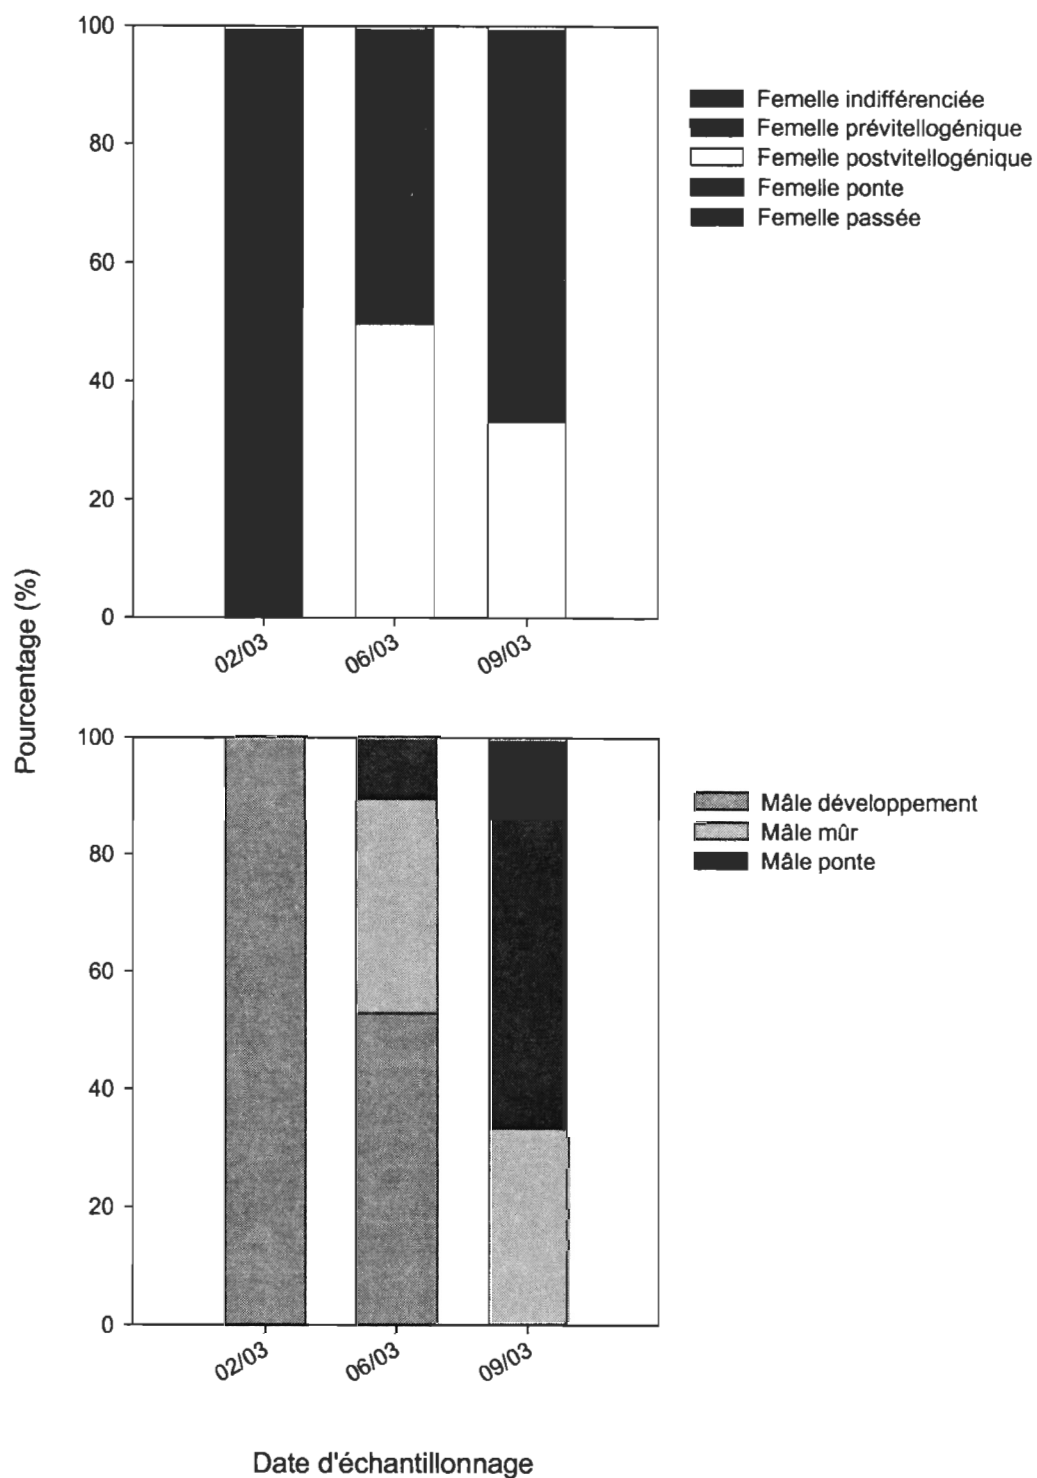 100
80
60
40
20
0
02/03
06/03
09/03
Femelle indifférenciée
Femelle prévitellogénique
Femelle postvitellogénique
Femelle ponte
Femelle passée
Pourcentage (%)
100
80
60
40
20
0
02/03
06/03
09/03
Mâle développement
Mâle mûr
Mâle ponte
Date d'échantillonnage